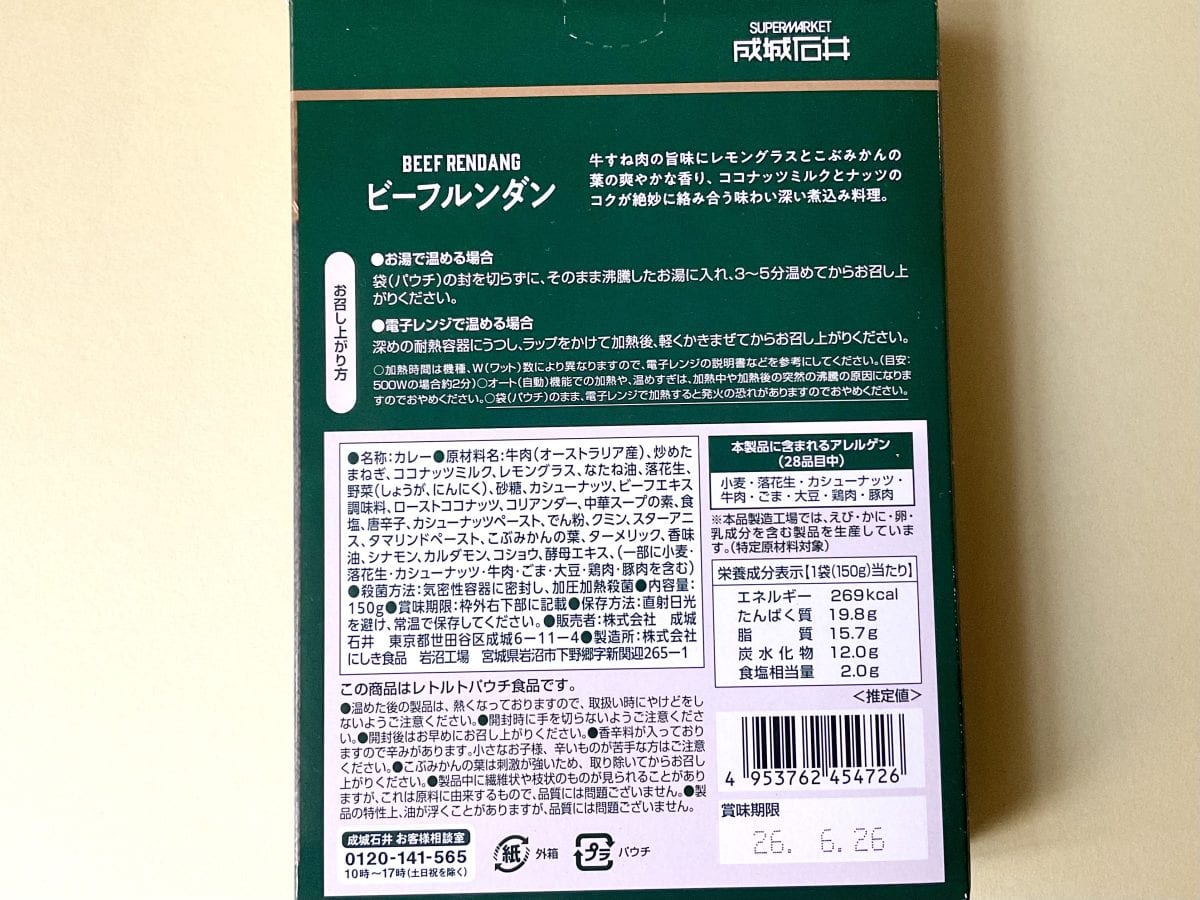 SUPERMARKET
成城石井
BEEF RENDANG
ビーフルンダン
牛すね肉の旨味にレモングラスとこぶみかんの
葉の爽やかな香り、ココナッツミルクとナッツの
コクが絶妙に絡み合う味わい深い煮込み料理。
お召し上がり方
●お湯で温める場合
袋(パウチ)の封を切らずに、そのまま沸騰したお湯に入れ、3〜5分温めてからお召し上
がりください。
●電子レンジで温める場合
深めの耐熱容器にうつし、ラップをかけて加熱後、軽くかきまぜてからお召し上がりください。
○加熱時間は機種、W(ワット)数により異なりますので、電子レンジの説明書などを参考にしてください。(目安:
500Wの場合約2分)○オート(自動)機能での加熱や、温めすぎは、加熱中や加熱後の突然の沸騰の原因になりま
すのでおやめください。○袋(パウチ)のまま、電子レンジで加熱すると発火の恐れがありますのでおやめください。
●名称:カレー●原材料名:牛肉(オーストラリア産)、炒めた
まねぎ、ココナッツミルク、レモングラス、なたね油、落花生、
野菜(しょうが、にんにく)、砂糖、カシューナッツ、ビーフエキス
調味料、ローストココナッツ、コリアンダー、中華スープの素、食
塩、唐辛子、カシューナッツペースト、でん粉、クミン、スターアニ
ス、タマリンドペースト、こぶみかんの葉、ターメリック、香味
油、シナモン、カルダモン、コショウ、酵母エキス、(一部に小麦・
落花生・カシューナッツ・牛肉・ごま・大豆・鶏肉・豚肉を含む)
●殺菌方法:気密性容器に密封し、加圧加熱殺菌●内容量:
150g●賞味期限:枠外右下部に記載●保存方法:直射日光
を避け、常温で保存してください。●販売者:株式会社 成城
石井 東京都世田谷区成城6−11−4●製造所:株式会社
にしき食品 岩沼工場 宮城県岩沼市下野郷字新関迎265−1
本製品に含まれるアレルゲン
(28品目中)
小麦・落花生・カシューナッツ・
牛肉・ごま・大豆・鶏肉・豚肉
※本品製造工場では、えび・かに・卵・
乳成分を含む製品を生産していま
す。(特定原材料対象)
栄養成分表示【1袋(150g)当たり】
エネルギー 269kcal
たんぱく質 19.8g
脂質 15.7g
炭水化物 12.0g
食塩相当量 2.0g
<推定値>
この商品はレトルトパウチ食品です。
●温めた後の製品は、熱くなっておりますので、取扱い時にやけどをし
ないようご注意ください。●開封時に手を切らないようご注意くださ
い。●開封後はお早めにお召し上がりください。●香辛料が入っており
ますので辛みがあります。小さなお子様、辛いものが苦手な方はご注意
ください。●こぶみかんの葉は刺激が強いため、取り除いてからお召し
上がりください。●製品中に繊維状や枝状のものが見られることがあり
ますが、これは原料に由来するもので、品質には問題ございません。●製
品の特性上、油が浮くことがありますが、品質には問題ございません。
4 953762 454726
賞味期限
26. 6.26
成城石井 お客様相談室
0120-141-565
10時〜17時(土日祝を除く)
紙 外箱
プラ パウチ